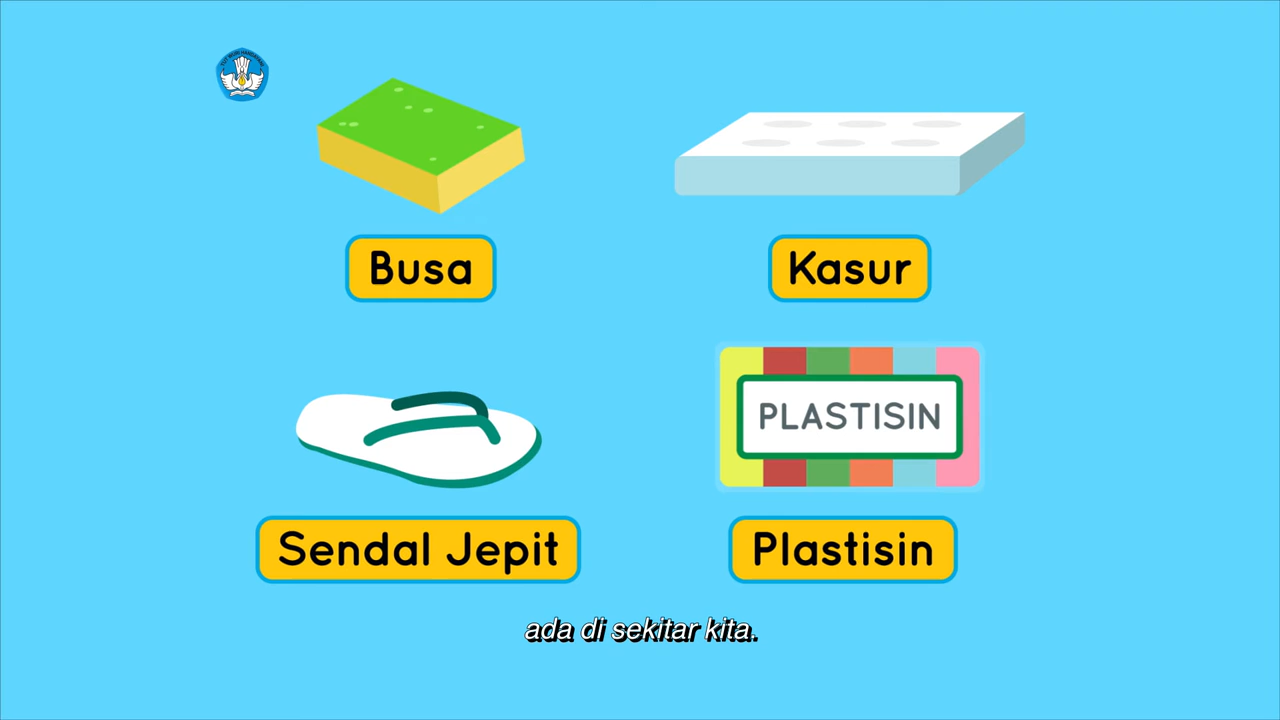 Busa
Kasur
PLASTISIN
Sendal Jepit
Plastisin
ada di sekitar kita.